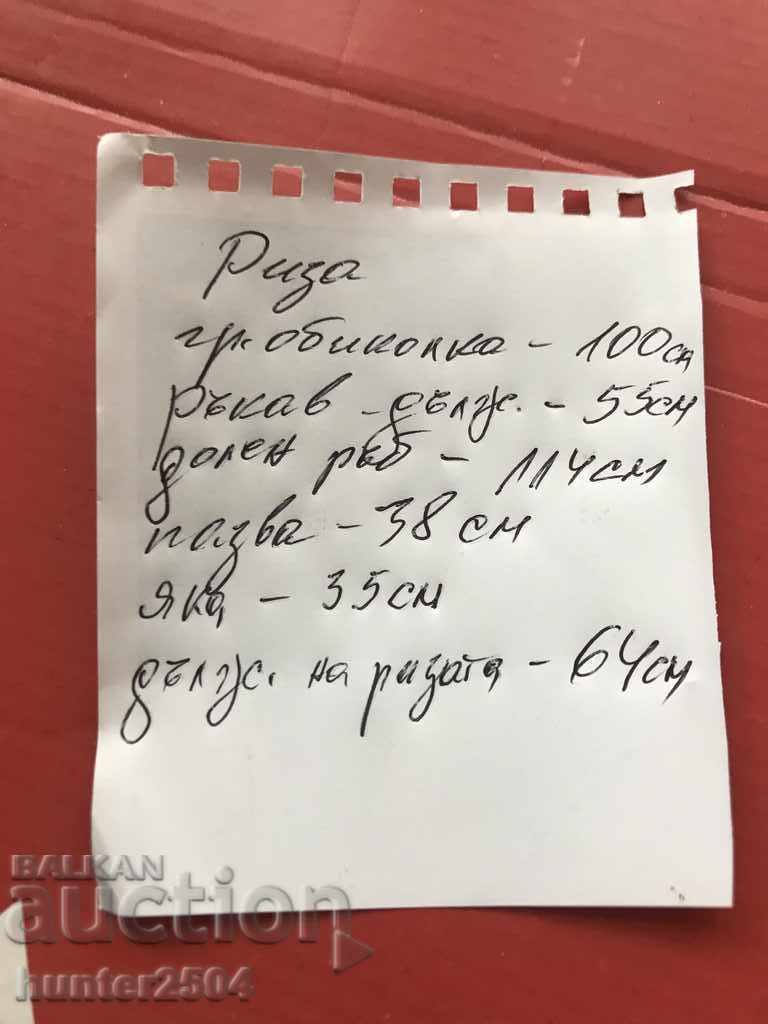 Риза
гр. обиколка - 100см
ръкав - дълж. - 55см
долен ръб - 114см
пазва - 38 см
яка - 35см
дълж. на ризата - 64см
BALKAN
auction
hunter2504